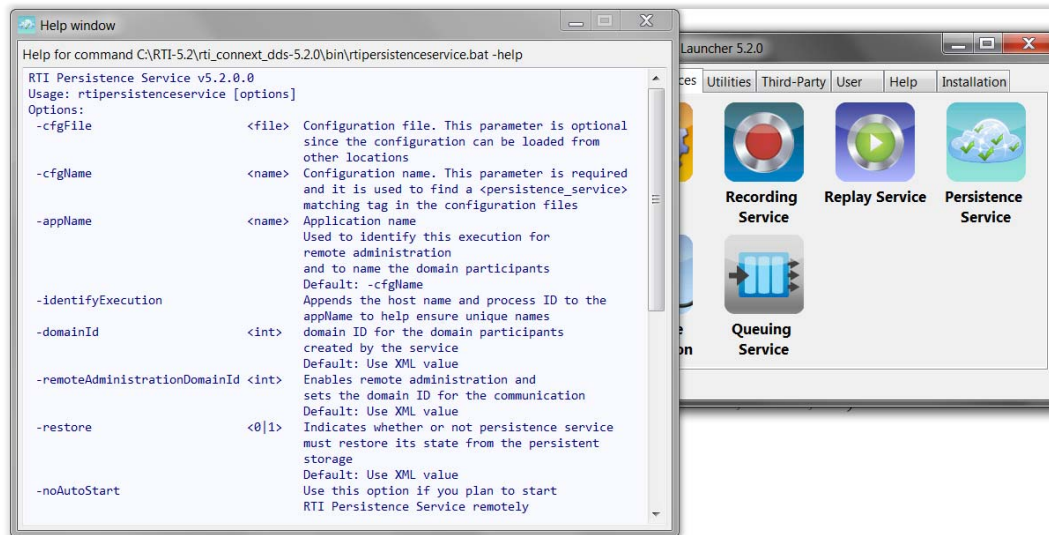 Help window
Help for command C:\RTI-5.2\rti_connext_dds-5.2.0\bin\rtipersistenceservice.bat -help
RTI Persistence Service v5.2.0.0
Usage: rtipersistenceservice [options]
Options:
-cfgFile <file> Configuration file. This parameter is optional
since the configuration can be loaded from
other locations
-cfgName <name> Configuration name. This parameter is required
and it is used to find a <persistence_service>
matching tag in the configuration files
-appName <name> Application name
Used to identify this execution for
remote administration
and to name the domain participants
Default: -cfgName
-identifyExecution Appends the host name and process ID to the
appName to help ensure unique names
-domainId <int> domain ID for the domain participants
created by the service
Default: Use XML value
-remoteAdministrationDomainId <int> Enables remote administration and
sets the domain ID for the communication
Default: Use XML value
-restore <0|1> Indicates whether or not persistence service
must restore its state from the persistent
storage
Default: Use XML value
-noAutoStart Use this option if you plan to start
RTI Persistence Service remotely
Launcher 5.2.0
ces Utilities Third-Party User Help Installation
Recording
Service
Replay Service
Persistence
Service
Queuing
Service
on